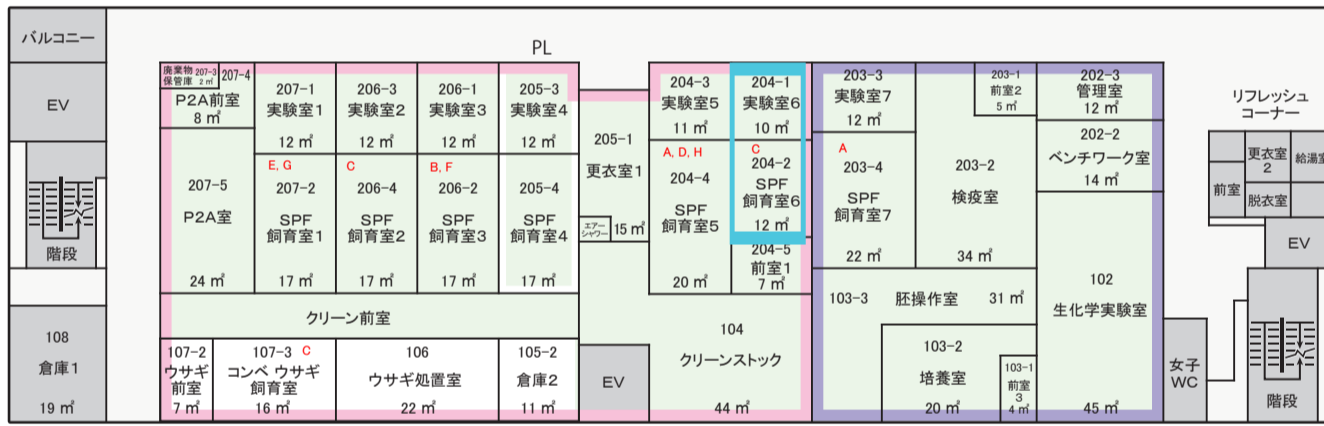 バルコニー
EV
階段
108
倉庫1
19 ㎡
PL
廃棄物 207-3
保管庫 2 ㎡
207-4
P2A前室
8 ㎡
207-5
P2A室
24 ㎡
207-1
実験室1
12 ㎡
E, G
207-2
SPF
飼育室1
17 ㎡
206-3
実験室2
12 ㎡
C
206-4
SPF
飼育室2
17 ㎡
206-1
実験室3
12 ㎡
B, F
206-2
SPF
飼育室3
17 ㎡
205-3
実験室4
12 ㎡
205-4
SPF
飼育室4
17 ㎡
クリーン前室
107-2
ウサギ
前室
7 ㎡
107-3 C
コンベ ウサギ
飼育室
16 ㎡
106
ウサギ処置室
22 ㎡
105-2
倉庫2
11 ㎡
205-1
更衣室1
エアー
シャワー
15 ㎡
EV
204-3
実験室5
11 ㎡
A, D, H
204-4
SPF
飼育室5
20 ㎡
204-1
実験室6
10 ㎡
C
204-2
SPF
飼育室6
12 ㎡
204-5
前室1
7 ㎡
104
クリーンストック
44 ㎡
203-3
実験室7
12 ㎡
A
203-4
SPF
飼育室7
22 ㎡
203-1
前室2
5 ㎡
203-2
検疫室
34 ㎡
202-3
管理室
12 ㎡
202-2
ベンチワーク室
14 ㎡
103-3 胚操作室 31 ㎡
103-2
培養室
20 ㎡
103-1
前室
3
4 ㎡
102
生化学実験室
45 ㎡
リフレッシュ
コーナー
前室
更衣室
2
給湯室
脱衣室
EV
女子
WC
階段